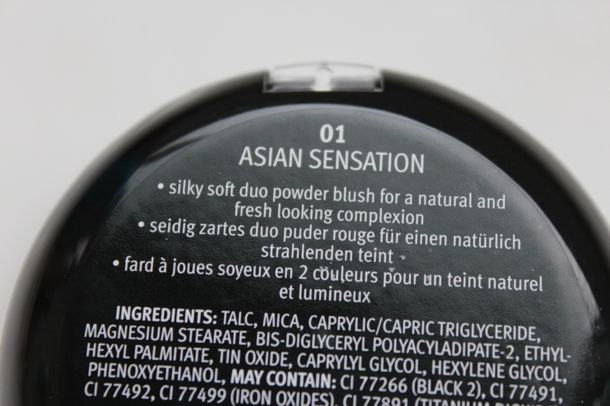 01
ASIAN SENSATION
• silky soft duo powder blush for a natural and
fresh looking complexion
• seidig zartes duo puder rouge für einen natürlich
strahlenden teint
• fard à joues soyeux en 2 couleurs pour un teint naturel
et lumineux
INGREDIENTS: TALC, MICA, CAPRYLIC/CAPRIC TRIGLYCERIDE,
MAGNESIUM STEARATE, BIS-DIGLYCERYL POLYACYLADIPATE-2, ETHYL-
HEXYL PALMITATE, TIN OXIDE, CAPRYLYL GLYCOL, HEXYLENE GLYCOL,
PHENOXYETHANOL, MAY CONTAIN: CI 77266 (BLACK 2), CI 77491,
CI 77492, CI 77499 (IRON OXIDES), CI 77891 (TITANIUM